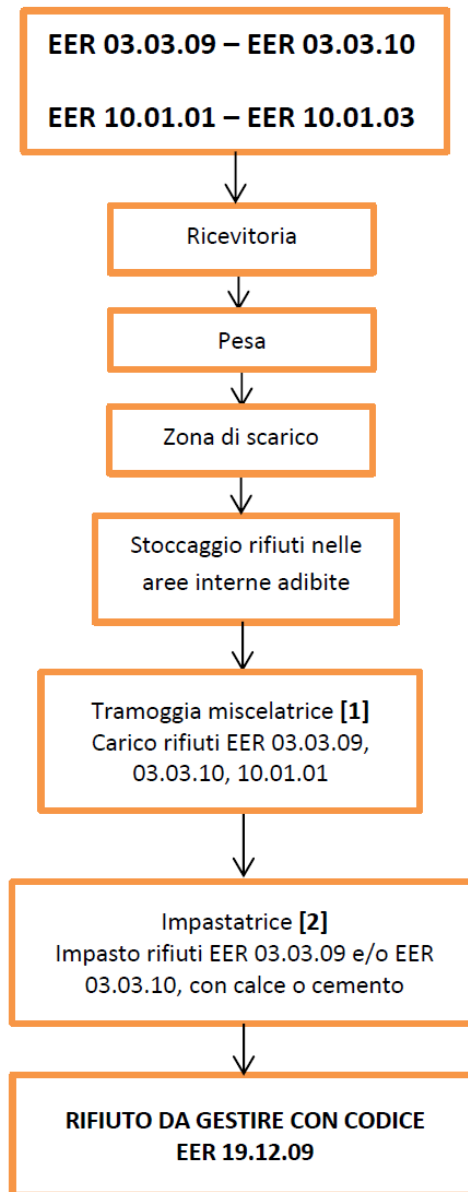 EER 03.03.09 – EER 03.03.10
EER 10.01.01 – EER 10.01.03
Ricevitoria
Pesa
Zona di scarico
Stoccaggio rifiuti nelle
aree interne adibite
Tramoggia miscelatrice [1]
Carico rifiuti EER 03.03.09,
03.03.10, 10.01.01
Impastatrice [2]
Impasto rifiuti EER 03.03.09 e/o EER
03.03.10, con calce o cemento
RIFIUTO DA GESTIRE CON CODICE
EER 19.12.09